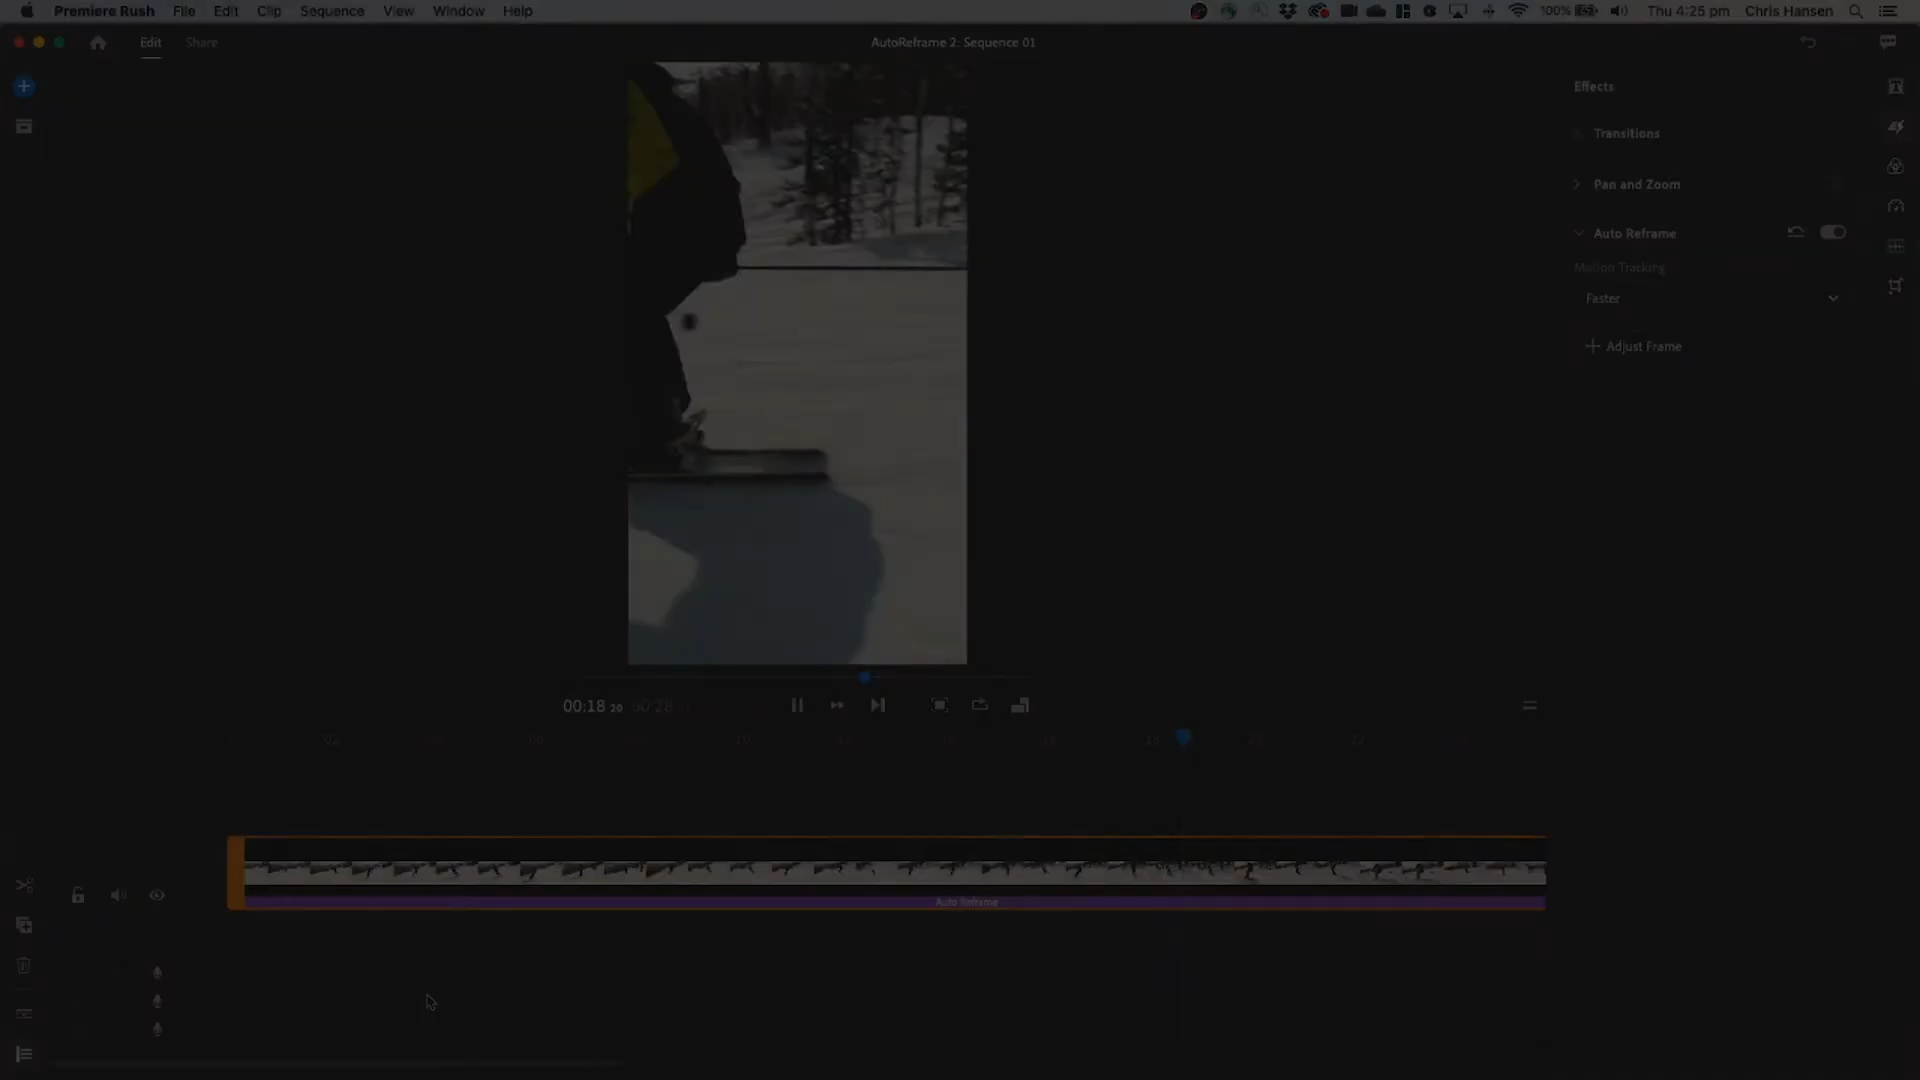 Premiere Rush File Edit Clip Sequence View Window Help 100% Thu 4:25 pm Chris Hansen
Edit Share AutoReframe 2: Sequence 01
Effects
Transitions
Pan and Zoom
Auto Reframe
Motion Tracking
Faster
Adjust Frame
00:18 20 00:28
Auto Reframe